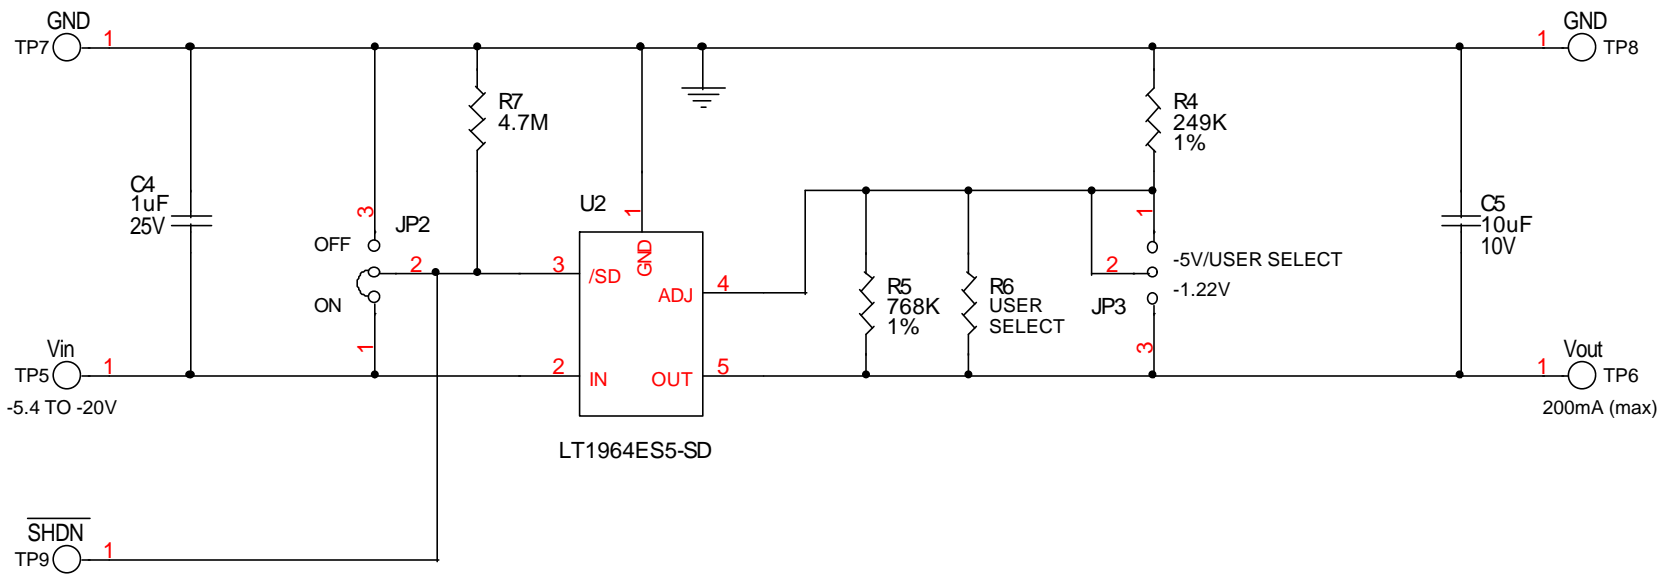 GND
TP7
1
GND
1
TP8
R7
4.7M
R4
249K
1%
C4
1uF
25V
3
JP2
OFF
2
ON
1
U2
1
GND
3
/SD
ADJ
4
2
IN
OUT
5
LT1964ES5-SD
R5
768K
1%
R6
USER
SELECT
1
2
-5V/USER SELECT
-1.22V
JP3
3
C5
10uF
10V
Vin
TP5
1
-5.4 TO -20V
Vout
1
TP6
200mA (max)
SHDN
TP9
1